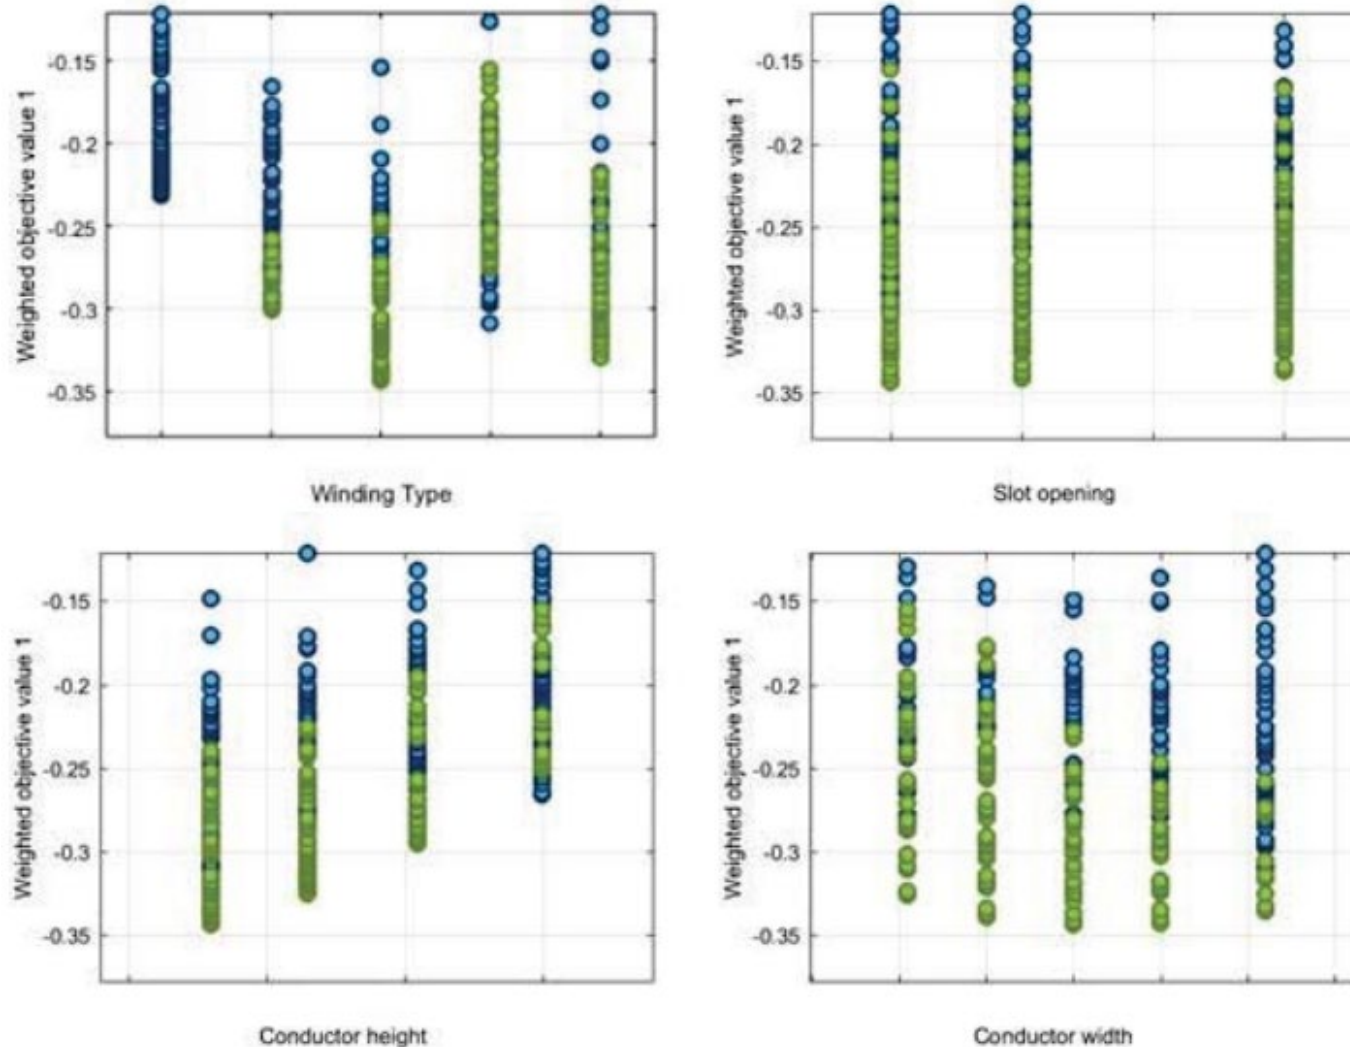 Weighted objective value 1
-0.15
-0.2
-0.25
-0.3
-0.35
Winding Type
Weighted objective value 1
-0.15
-0.2
-0.25
-0.3
-0.35
Slot opening
Weighted objective value 1
-0.15
-0.2
-0.25
-0.3
-0.35
Conductor height
Weighted objective value 1
-0.15
-0.2
-0.25
-0.3
-0.35
Conductor width